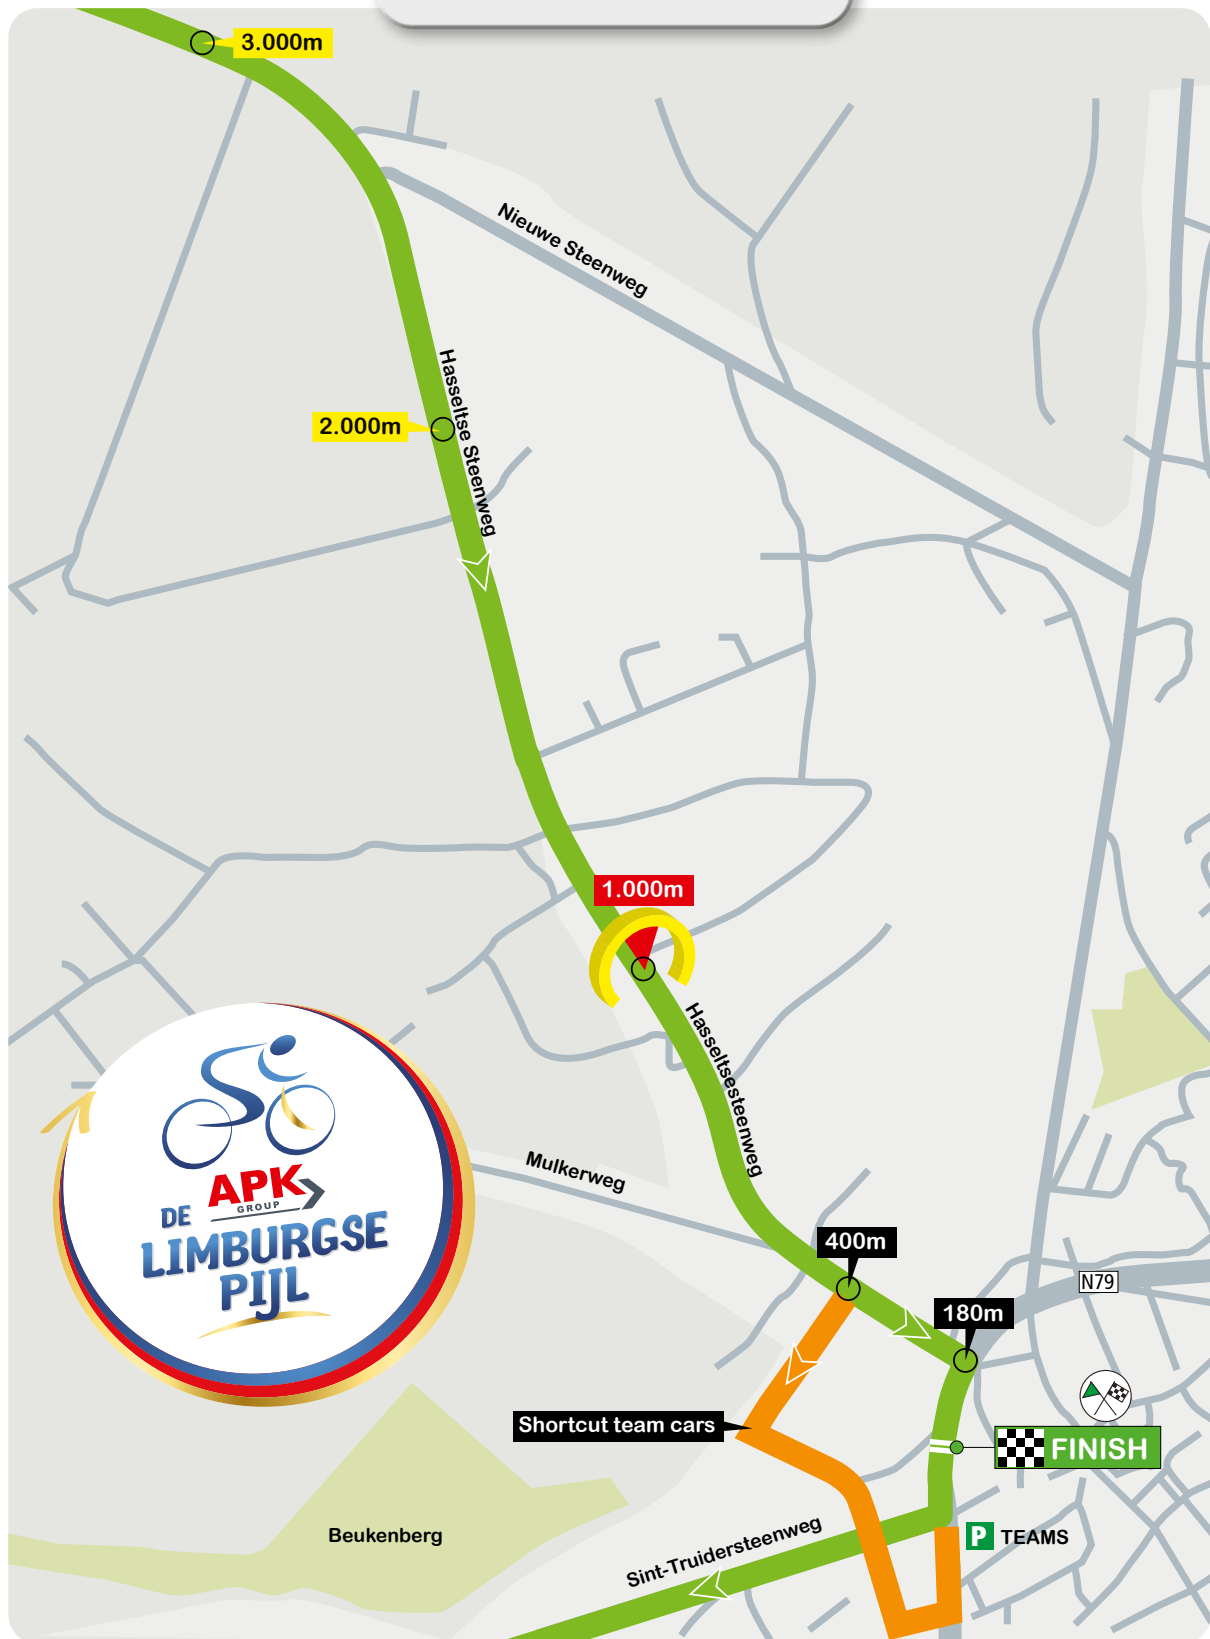 3.000m
Nieuwe Steenweg
Hasseltse Steenweg
2.000m
1.000m
Hasseltsesteenweg
Mulkerweg
APK
GROUP
DE
LIMBURGSE
PIJL
400m
N79
180m
Shortcut team cars
FINISH
Beukenberg
Sint-Truidersteenweg
P TEAMS